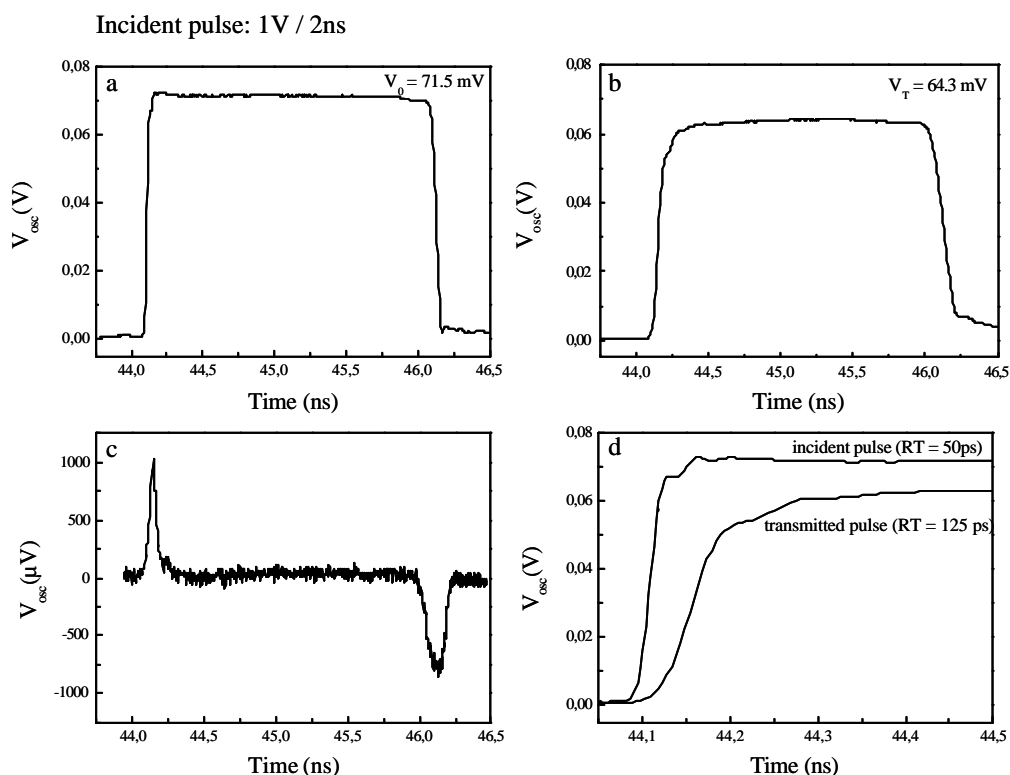 Incident pulse: 1V / 2ns
a
V0 = 71.5 mV
0,08
0,06
0,04
0,02
0,00
Vosc(V)
44,0 44,5 45,0 45,5 46,0 46,5
Time (ns)
b
VT = 64.3 mV
0,08
0,06
0,04
0,02
0,00
Vosc(V)
44,0 44,5 45,0 45,5 46,0 46,5
Time (ns)
c
1000
500
0
-500
-1000
Vosc(µV)
44,0 44,5 45,0 45,5 46,0 46,5
Time (ns)
d
incident pulse (RT = 50ps)
transmitted pulse (RT = 125 ps)
0,08
0,06
0,04
0,02
0,00
Vosc(V)
44,1 44,2 44,3 44,4 44,5
Time (ns)